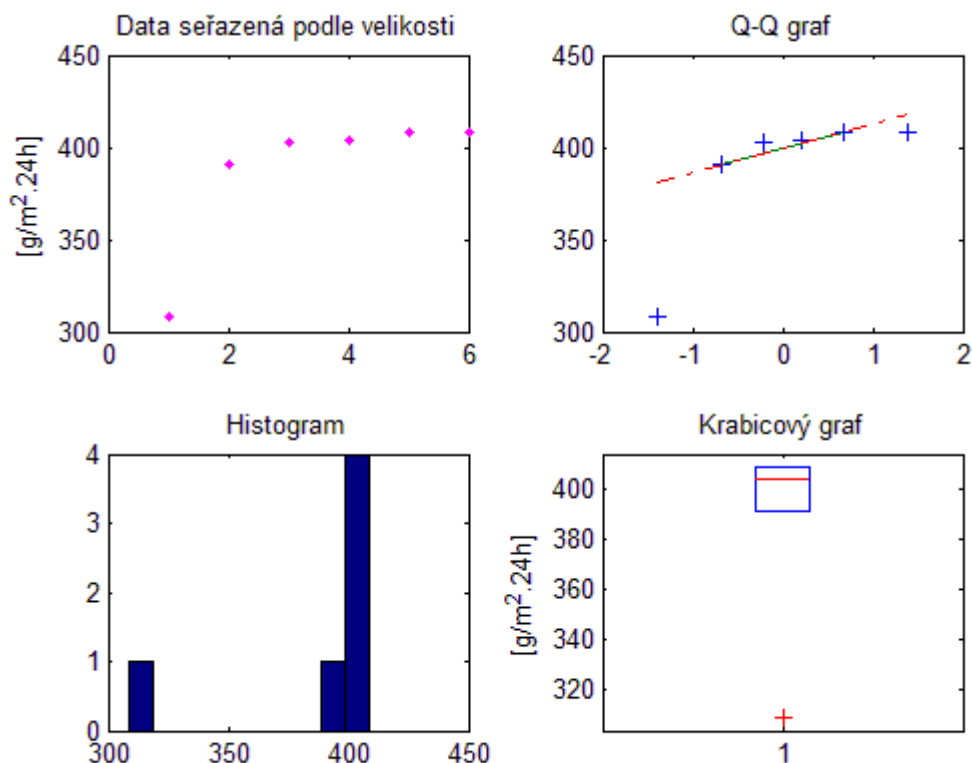 Data seřazená podle velikosti
450
400
350
300
[g/m².24h]
0 2 4 6
Q-Q graf
450
400
350
300
-2 -1 0 1 2
Histogram
4
3
2
1
0
300 350 400 450
Krabicový graf
400
380
360
340
320
[g/m².24h]
1